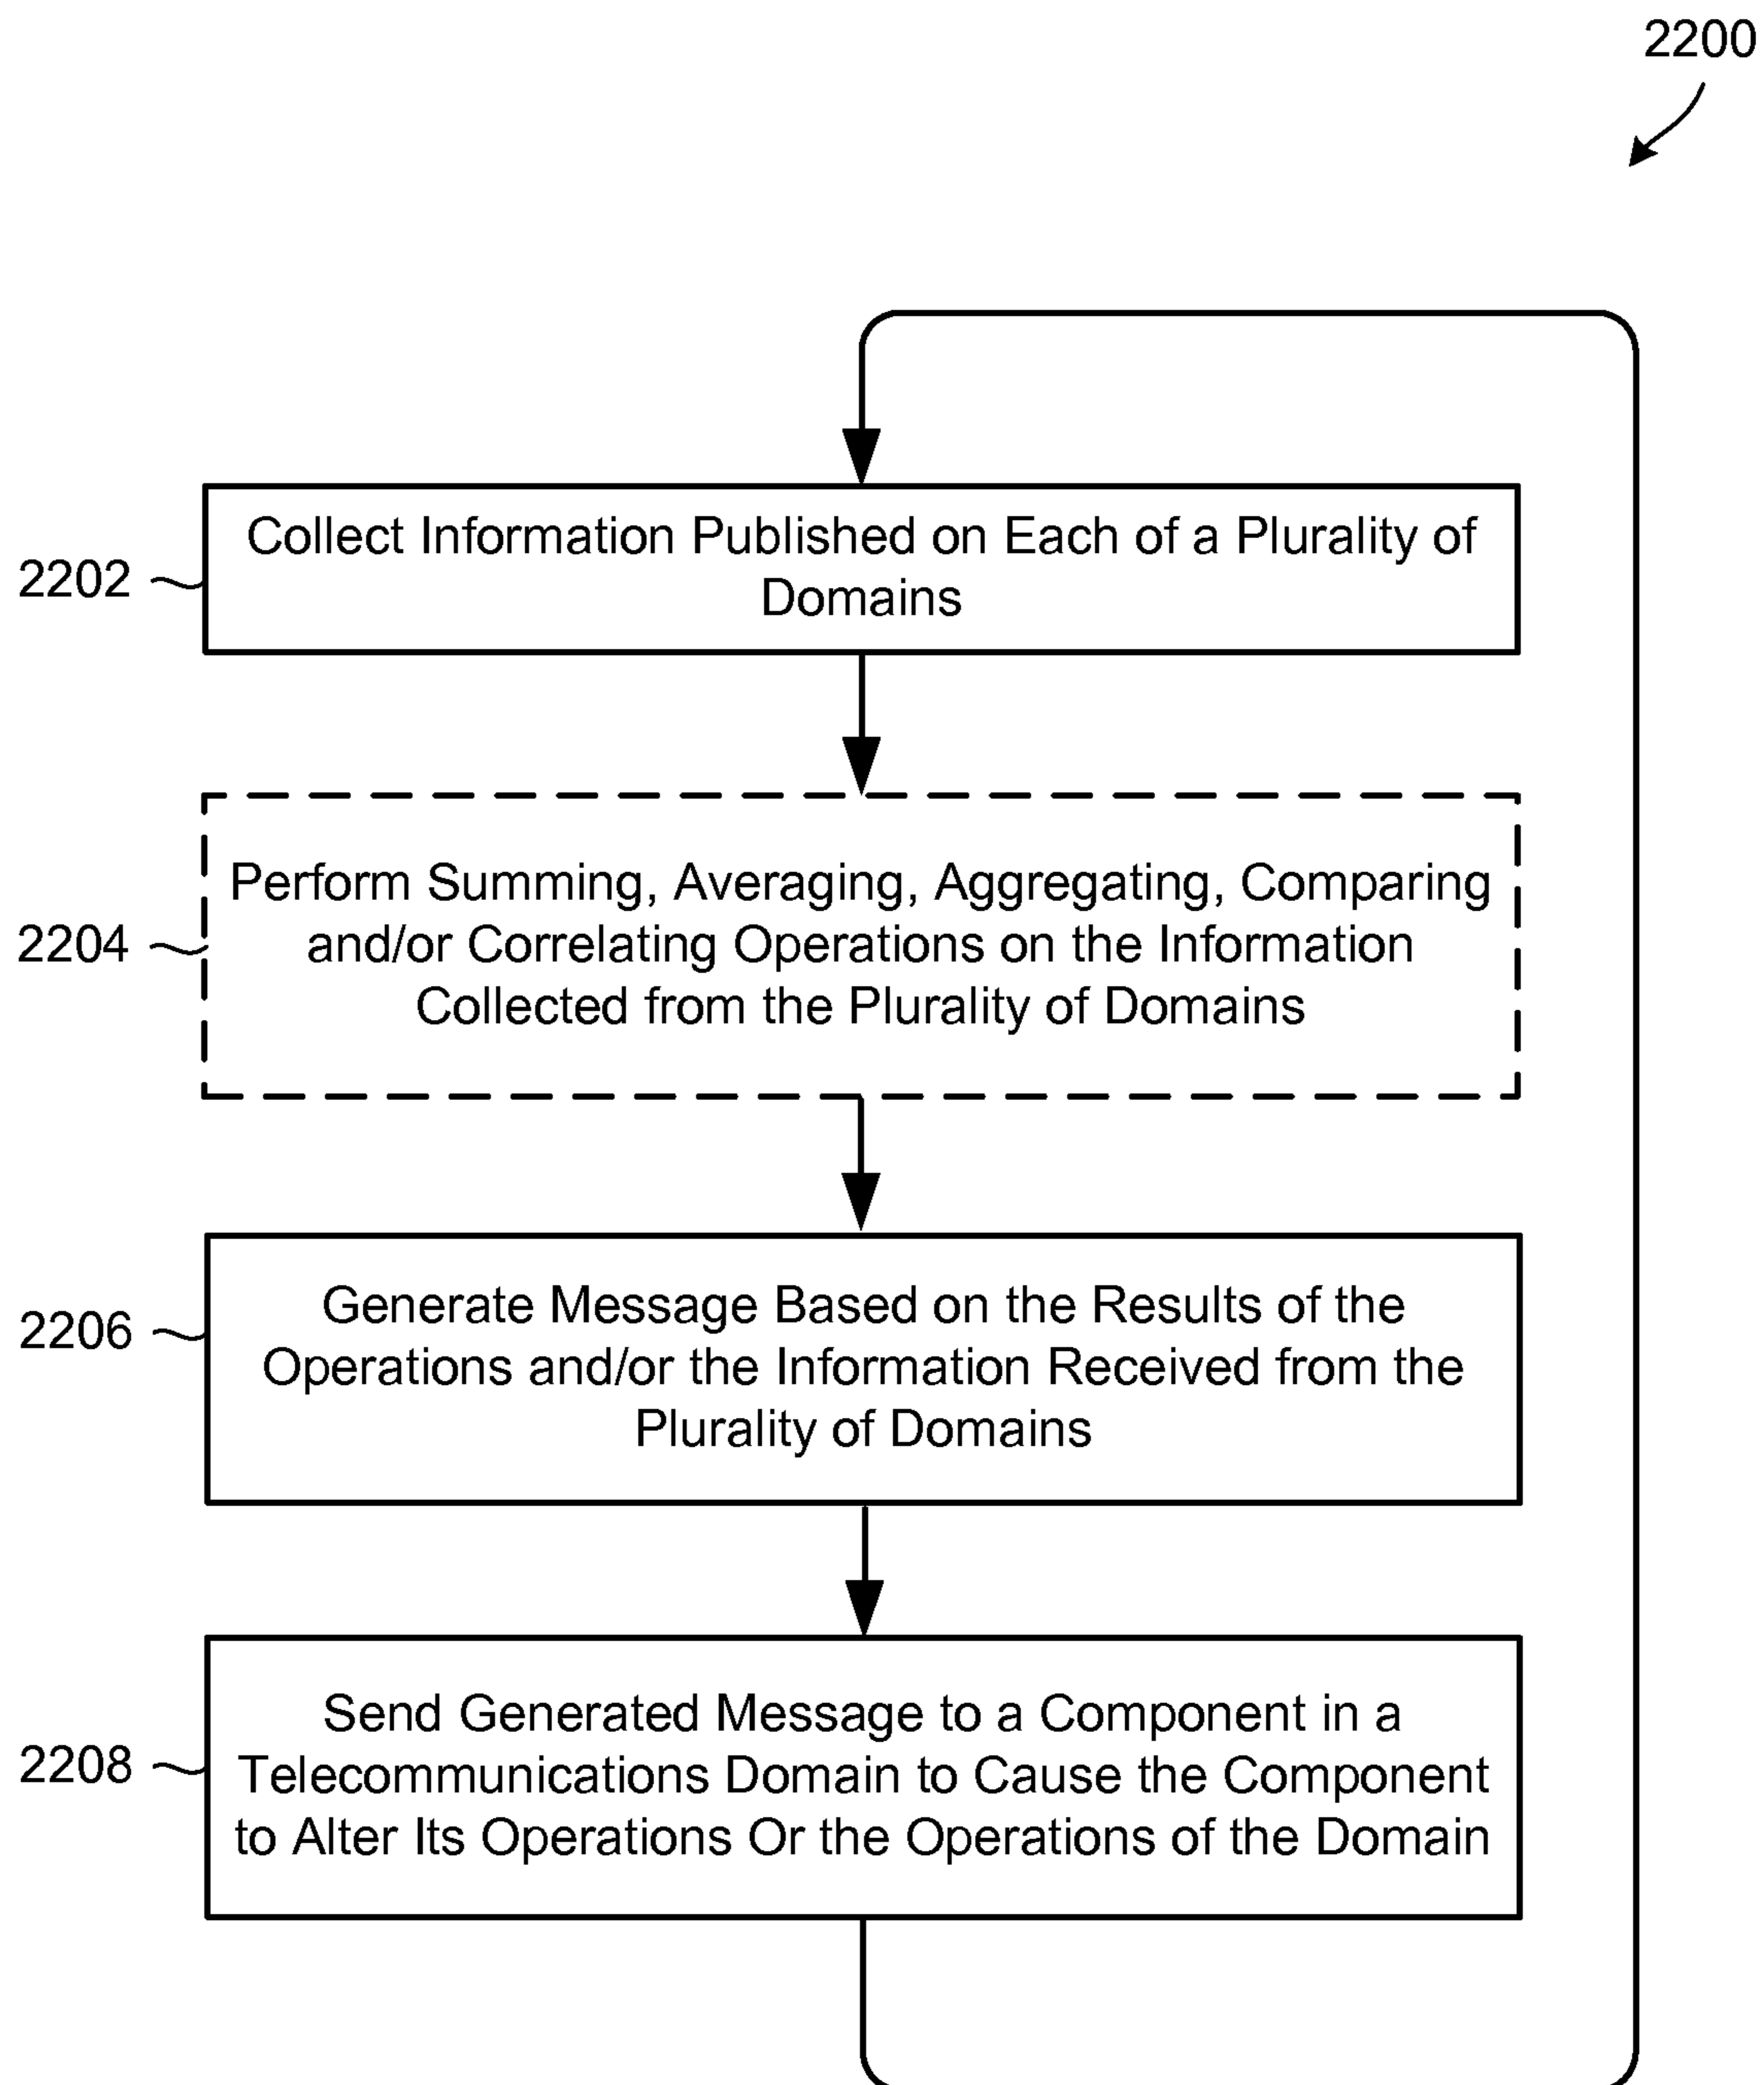 2200
Collect Information Published on Each of a Plurality of
Domains
2202
Perform Summing, Averaging, Aggregating, Comparing
and/or Correlating Operations on the Information
Collected from the Plurality of Domains
2204
Generate Message Based on the Results of the
Operations and/or the Information Received from the
Plurality of Domains
2206
Send Generated Message to a Component in a
Telecommunications Domain to Cause the Component
to Alter Its Operations Or the Operations of the Domain
2208